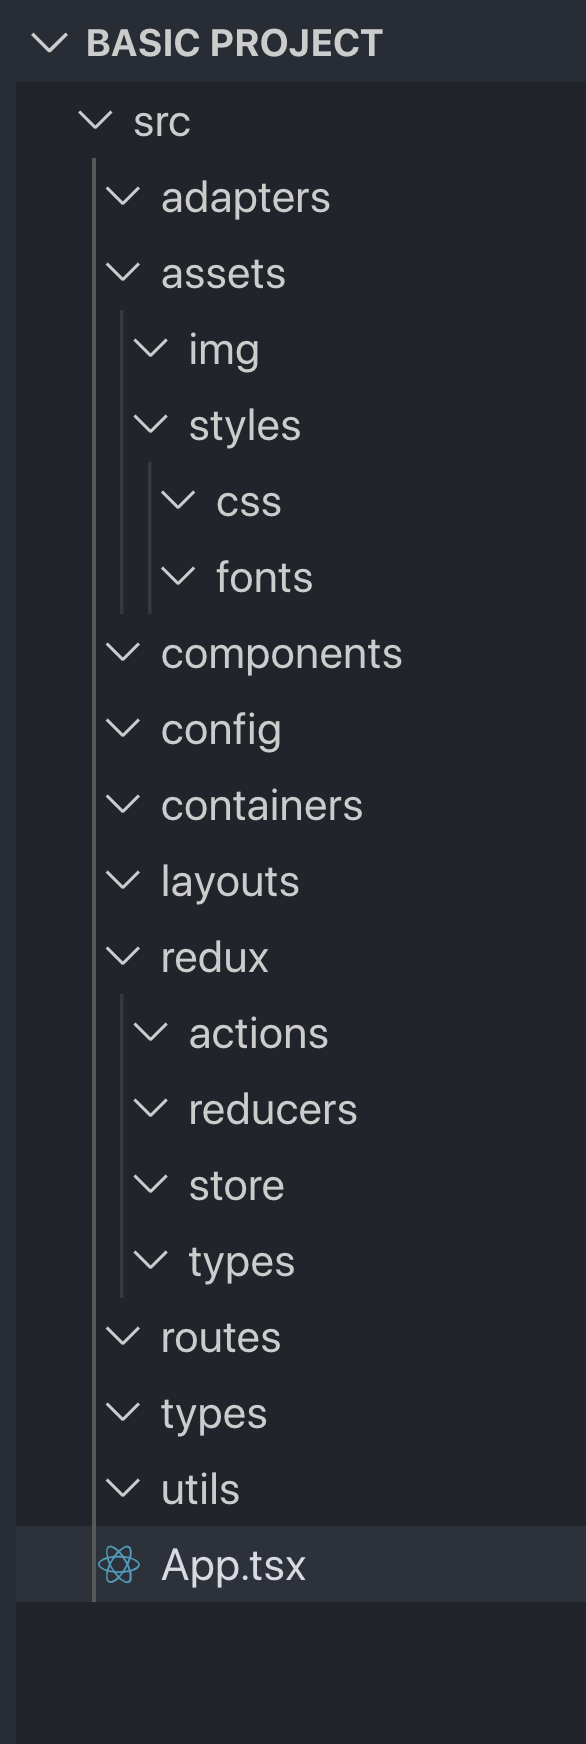 BASIC PROJECT
src
adapters
assets
img
styles
css
fonts
components
config
containers
layouts
redux
actions
reducers
store
types
routes
types
utils
App.tsx